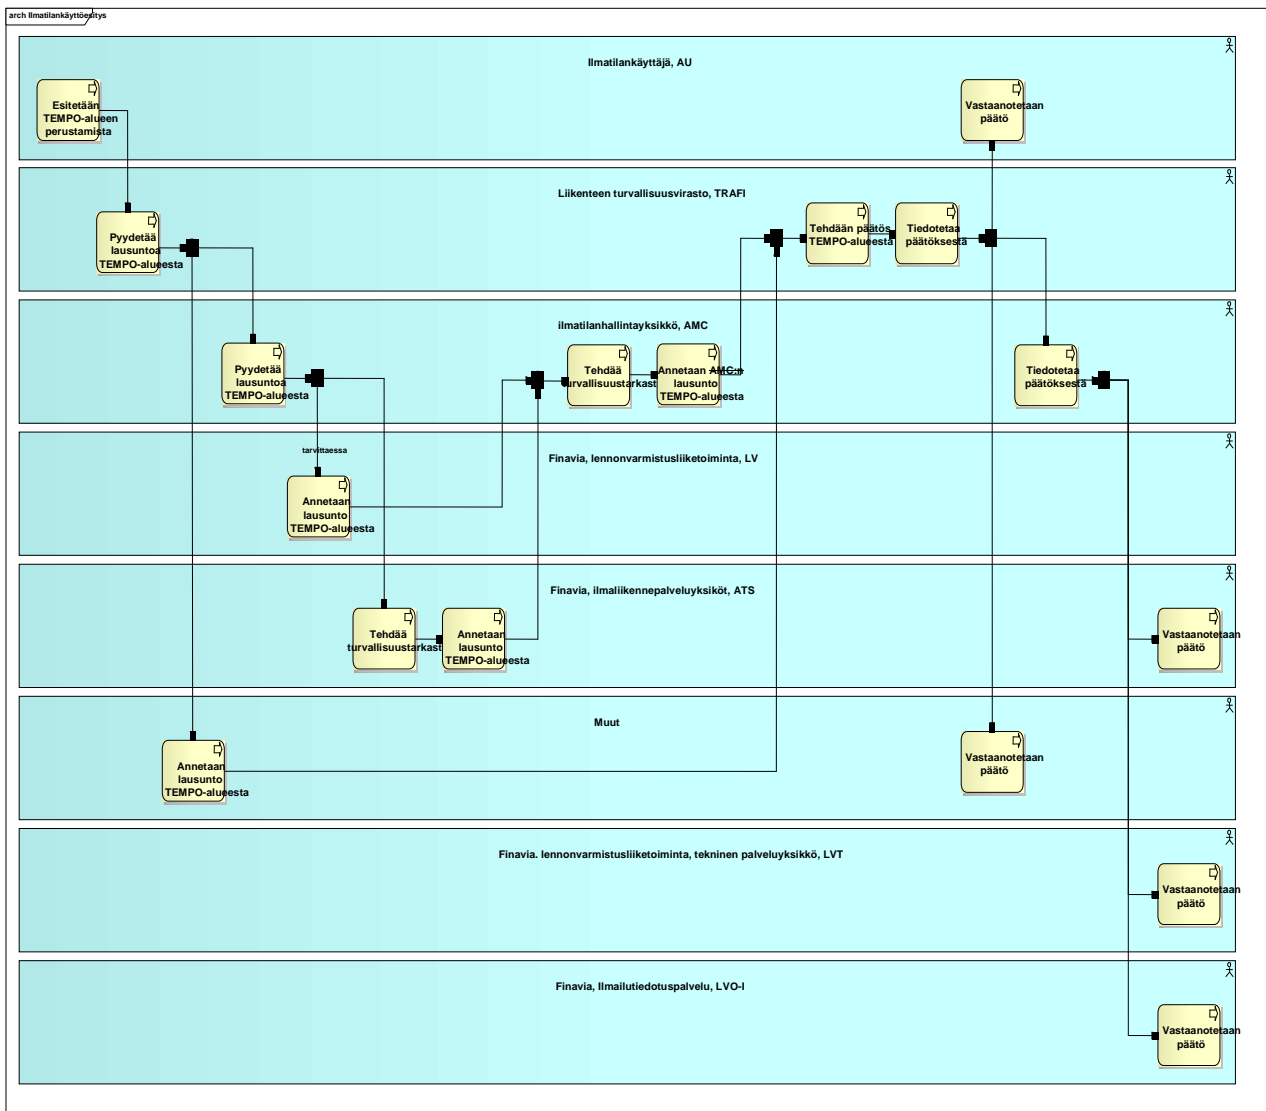 arch Ilmatilankäyttöesitys
Ilmatilankäyttäjä, AU
Esitetään
TEMPO-alueen
perustamista
Vastaanotetaan
päätö
Liikenteen turvallisuusvirasto, TRAFI
Pyydetää
lausuntoa
TEMPO-alueesta
Tehdään päätös
TEMPO-alueesta
Tiedotetaa
päätöksestä
ilmatilanhallintayksikkö, AMC
Pyydetää
lausuntoa
TEMPO-alueesta
Tehdää
turvallisuustarkast
Annetaan AMC:n
lausunto
TEMPO-alueesta
Tiedotetaa
päätöksestä
tarvittaessa
Finavia, lennonvarmistusliiketoiminta, LV
Annetaan
lausunto
TEMPO-alueesta
Finavia, ilmaliikennepalveluyksiköt, ATS
Tehdää
turvallisuustarkast
Annetaan
lausunto
TEMPO-alueesta
Vastaanotetaan
päätö
Muut
Annetaan
lausunto
TEMPO-alueesta
Vastaanotetaan
päätö
Finavia. lennonvarmistusliiketoiminta, tekninen palveluyksikkö, LVT
Vastaanotetaan
päätö
Finavia, Ilmailutiedotuspalvelu, LVO-I
Vastaanotetaan
päätö